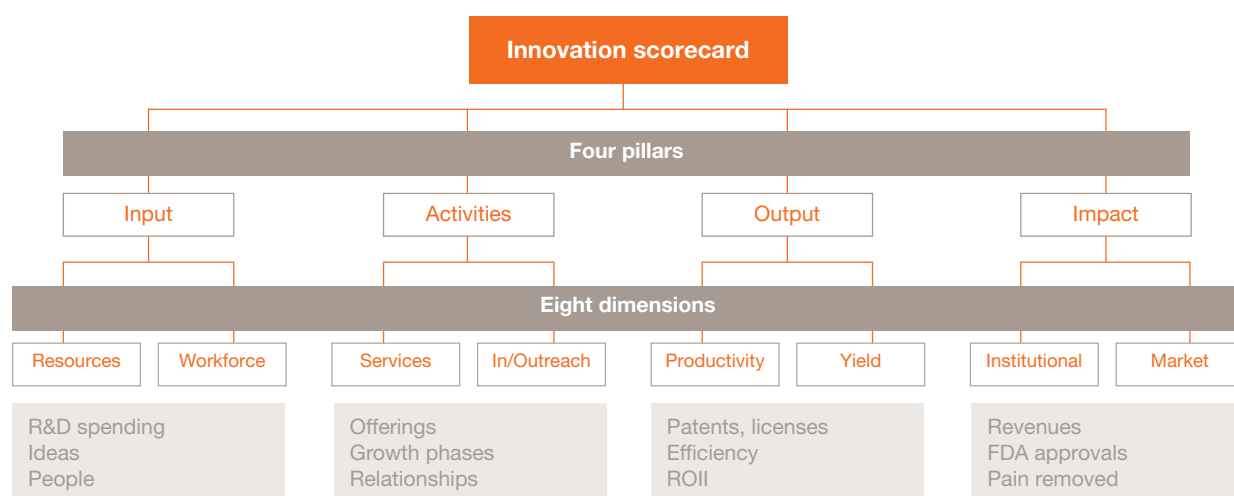 Innovation scorecard
Four pillars
Input
Activities
Output
Impact
Eight dimensions
Resources
Workforce
Services
In/Outreach
Productivity
Yield
Institutional
Market
R&D spending
Ideas
People
Offerings
Growth phases
Relationships
Patents, licenses
Efficiency
ROII
Revenues
FDA approvals
Pain removed